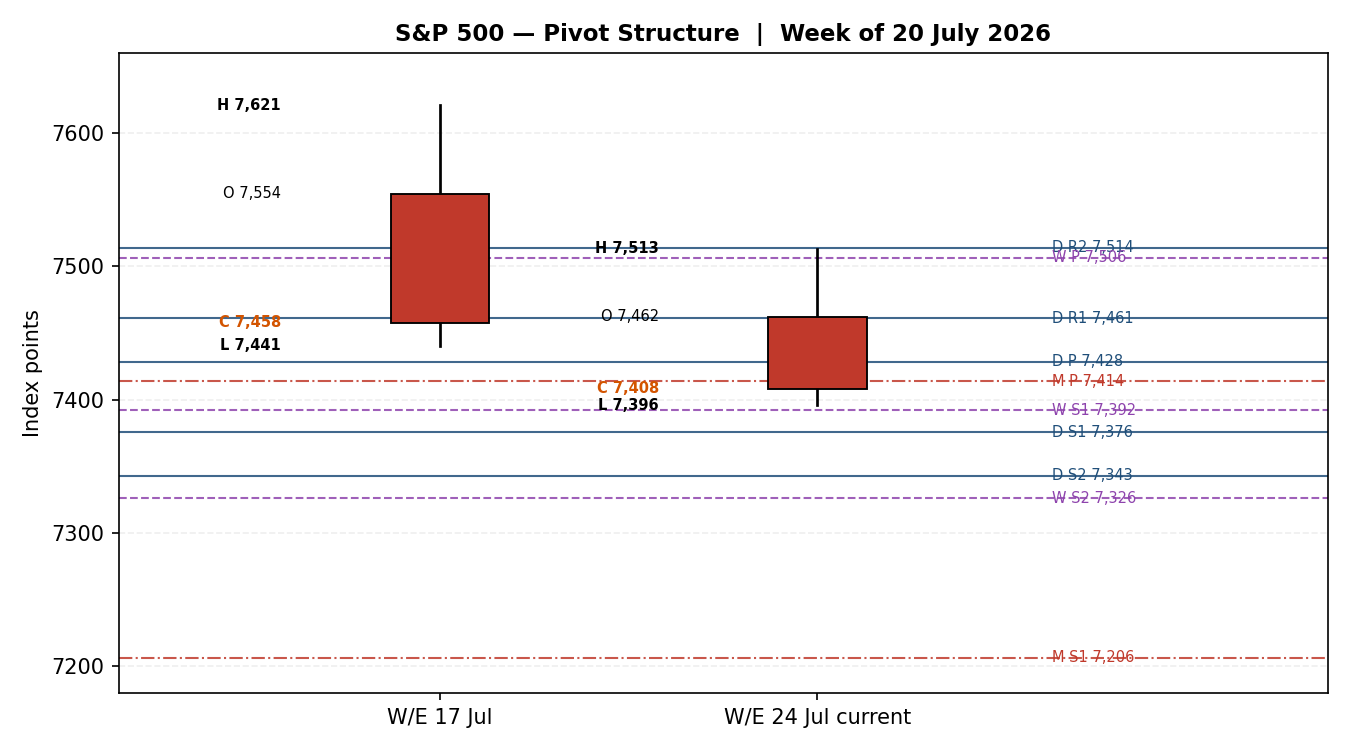 S&P 500 — Pivot Structure | Week of 20 July 2026
Index points
7600
7500
7400
7300
7200
H 7,621
O 7,554
C 7,458
L 7,441
H 7,513
O 7,462
C 7,408
L 7,396
D R2 7,514
W P 7,506
D R1 7,461
D P 7,428
M P 7,414
W S1 7,392
D S1 7,376
D S2 7,343
W S2 7,326
M S1 7,206
W/E 17 Jul
W/E 24 Jul current